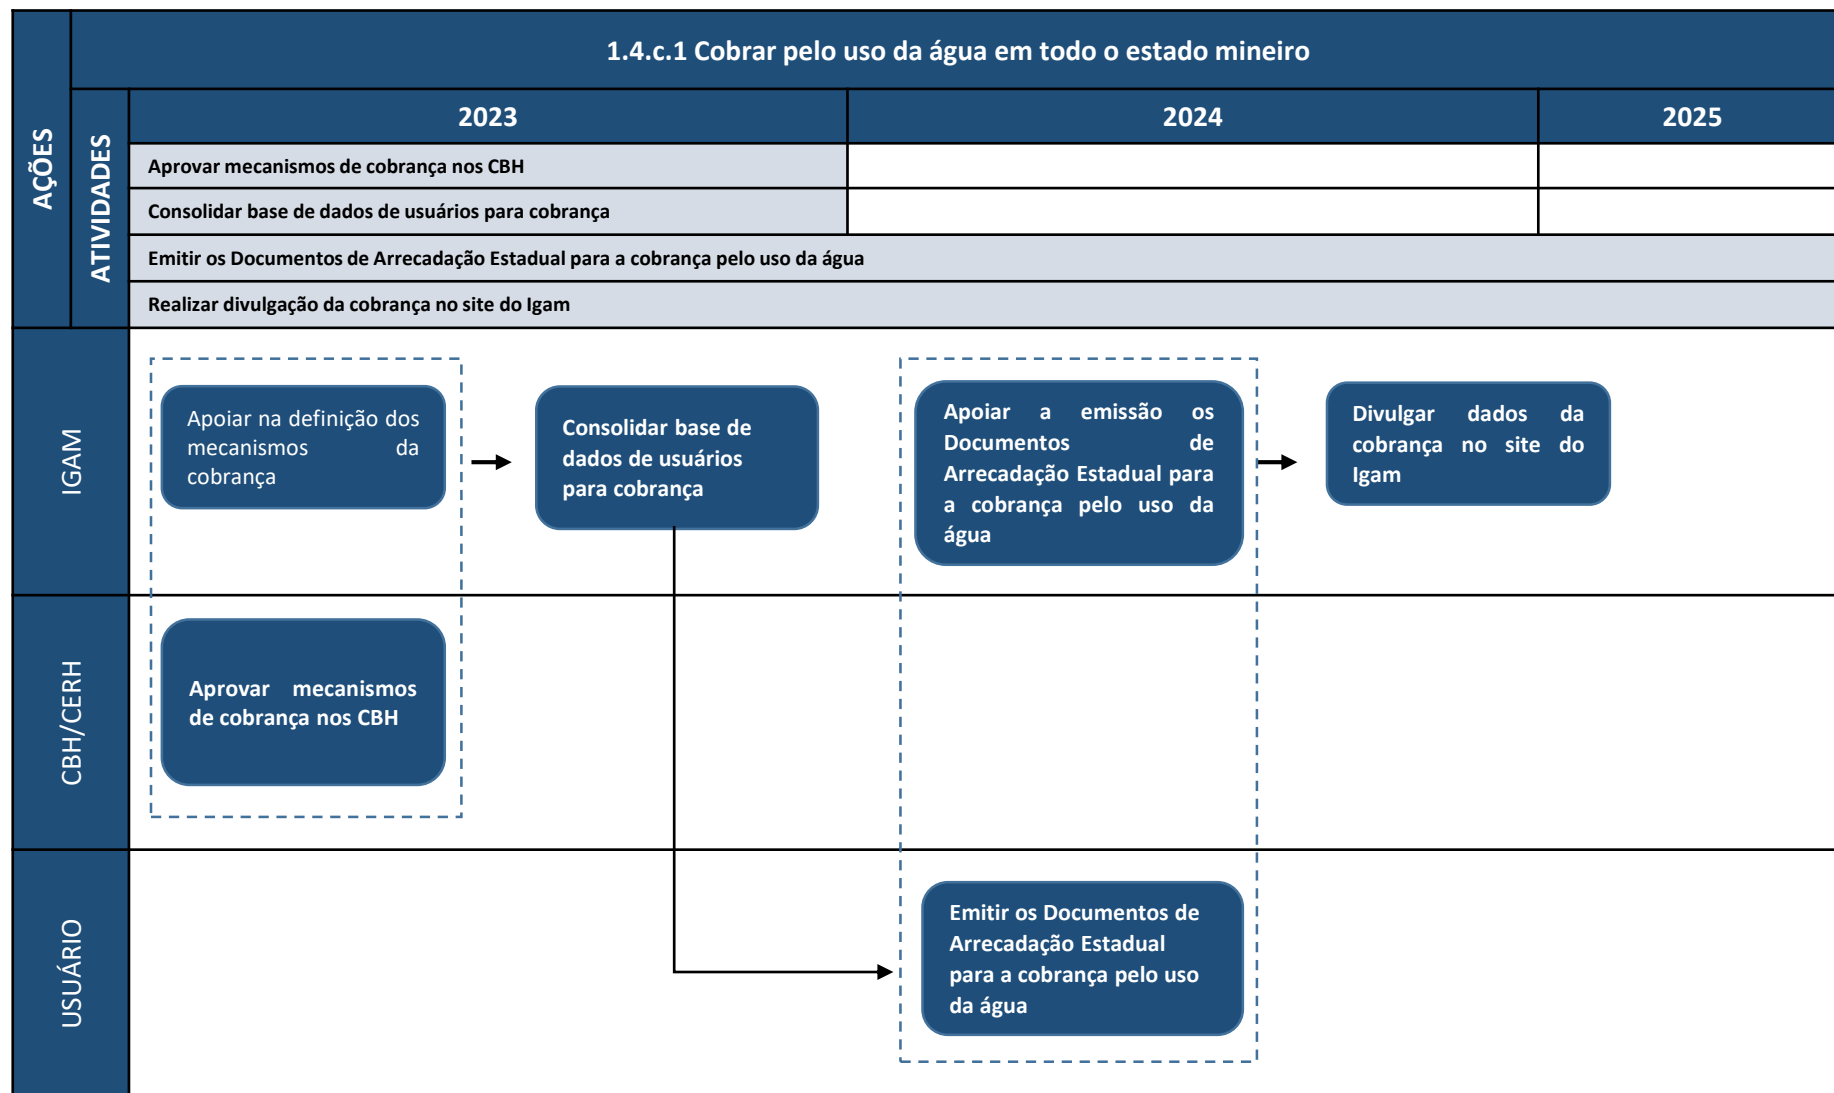 1.4.c.1 Cobrar pelo uso da água em todo o estado mineiro
AÇÕES
ATIVIDADES
2023
2024
2025
Aprovar mecanismos de cobrança nos CBH
Consolidar base de dados de usuários para cobrança
Emitir os Documentos de Arrecadação Estadual para a cobrança pelo uso da água
Realizar divulgação da cobrança no site do Igam
IGAM
Apoiar na definição dos
mecanismos da
cobrança
Consolidar base de
dados de usuários
para cobrança
Apoiar a emissão os
Documentos de
Arrecadação Estadual para
a cobrança pelo uso da
água
Divulgar dados da
cobrança no site do
Igam
CBH/CERH
Aprovar mecanismos
de cobrança nos CBH
USUÁRIO
Emitir os Documentos de
Arrecadação Estadual
para a cobrança pelo uso
da água